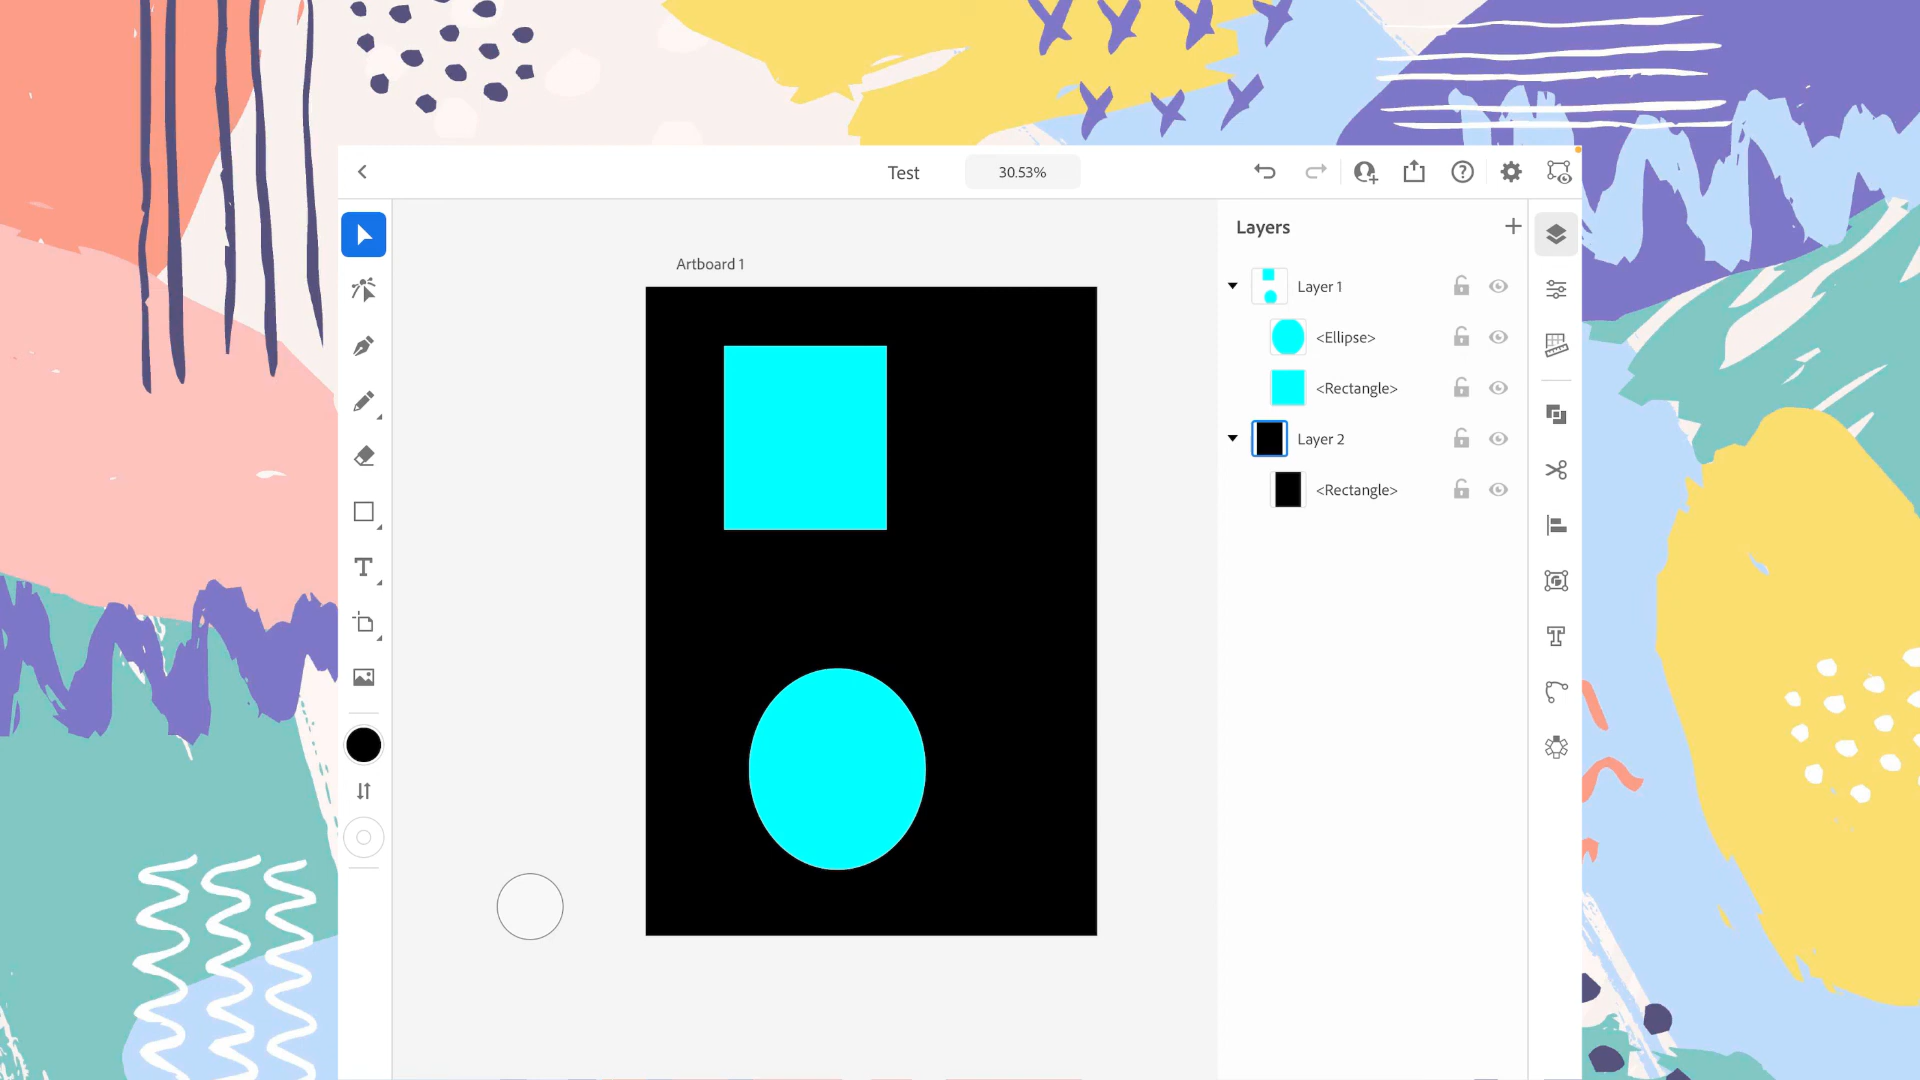 Test
30.53%
Layers
Artboard 1
Layer 1
<Ellipse>
<Rectangle>
Layer 2
<Rectangle>